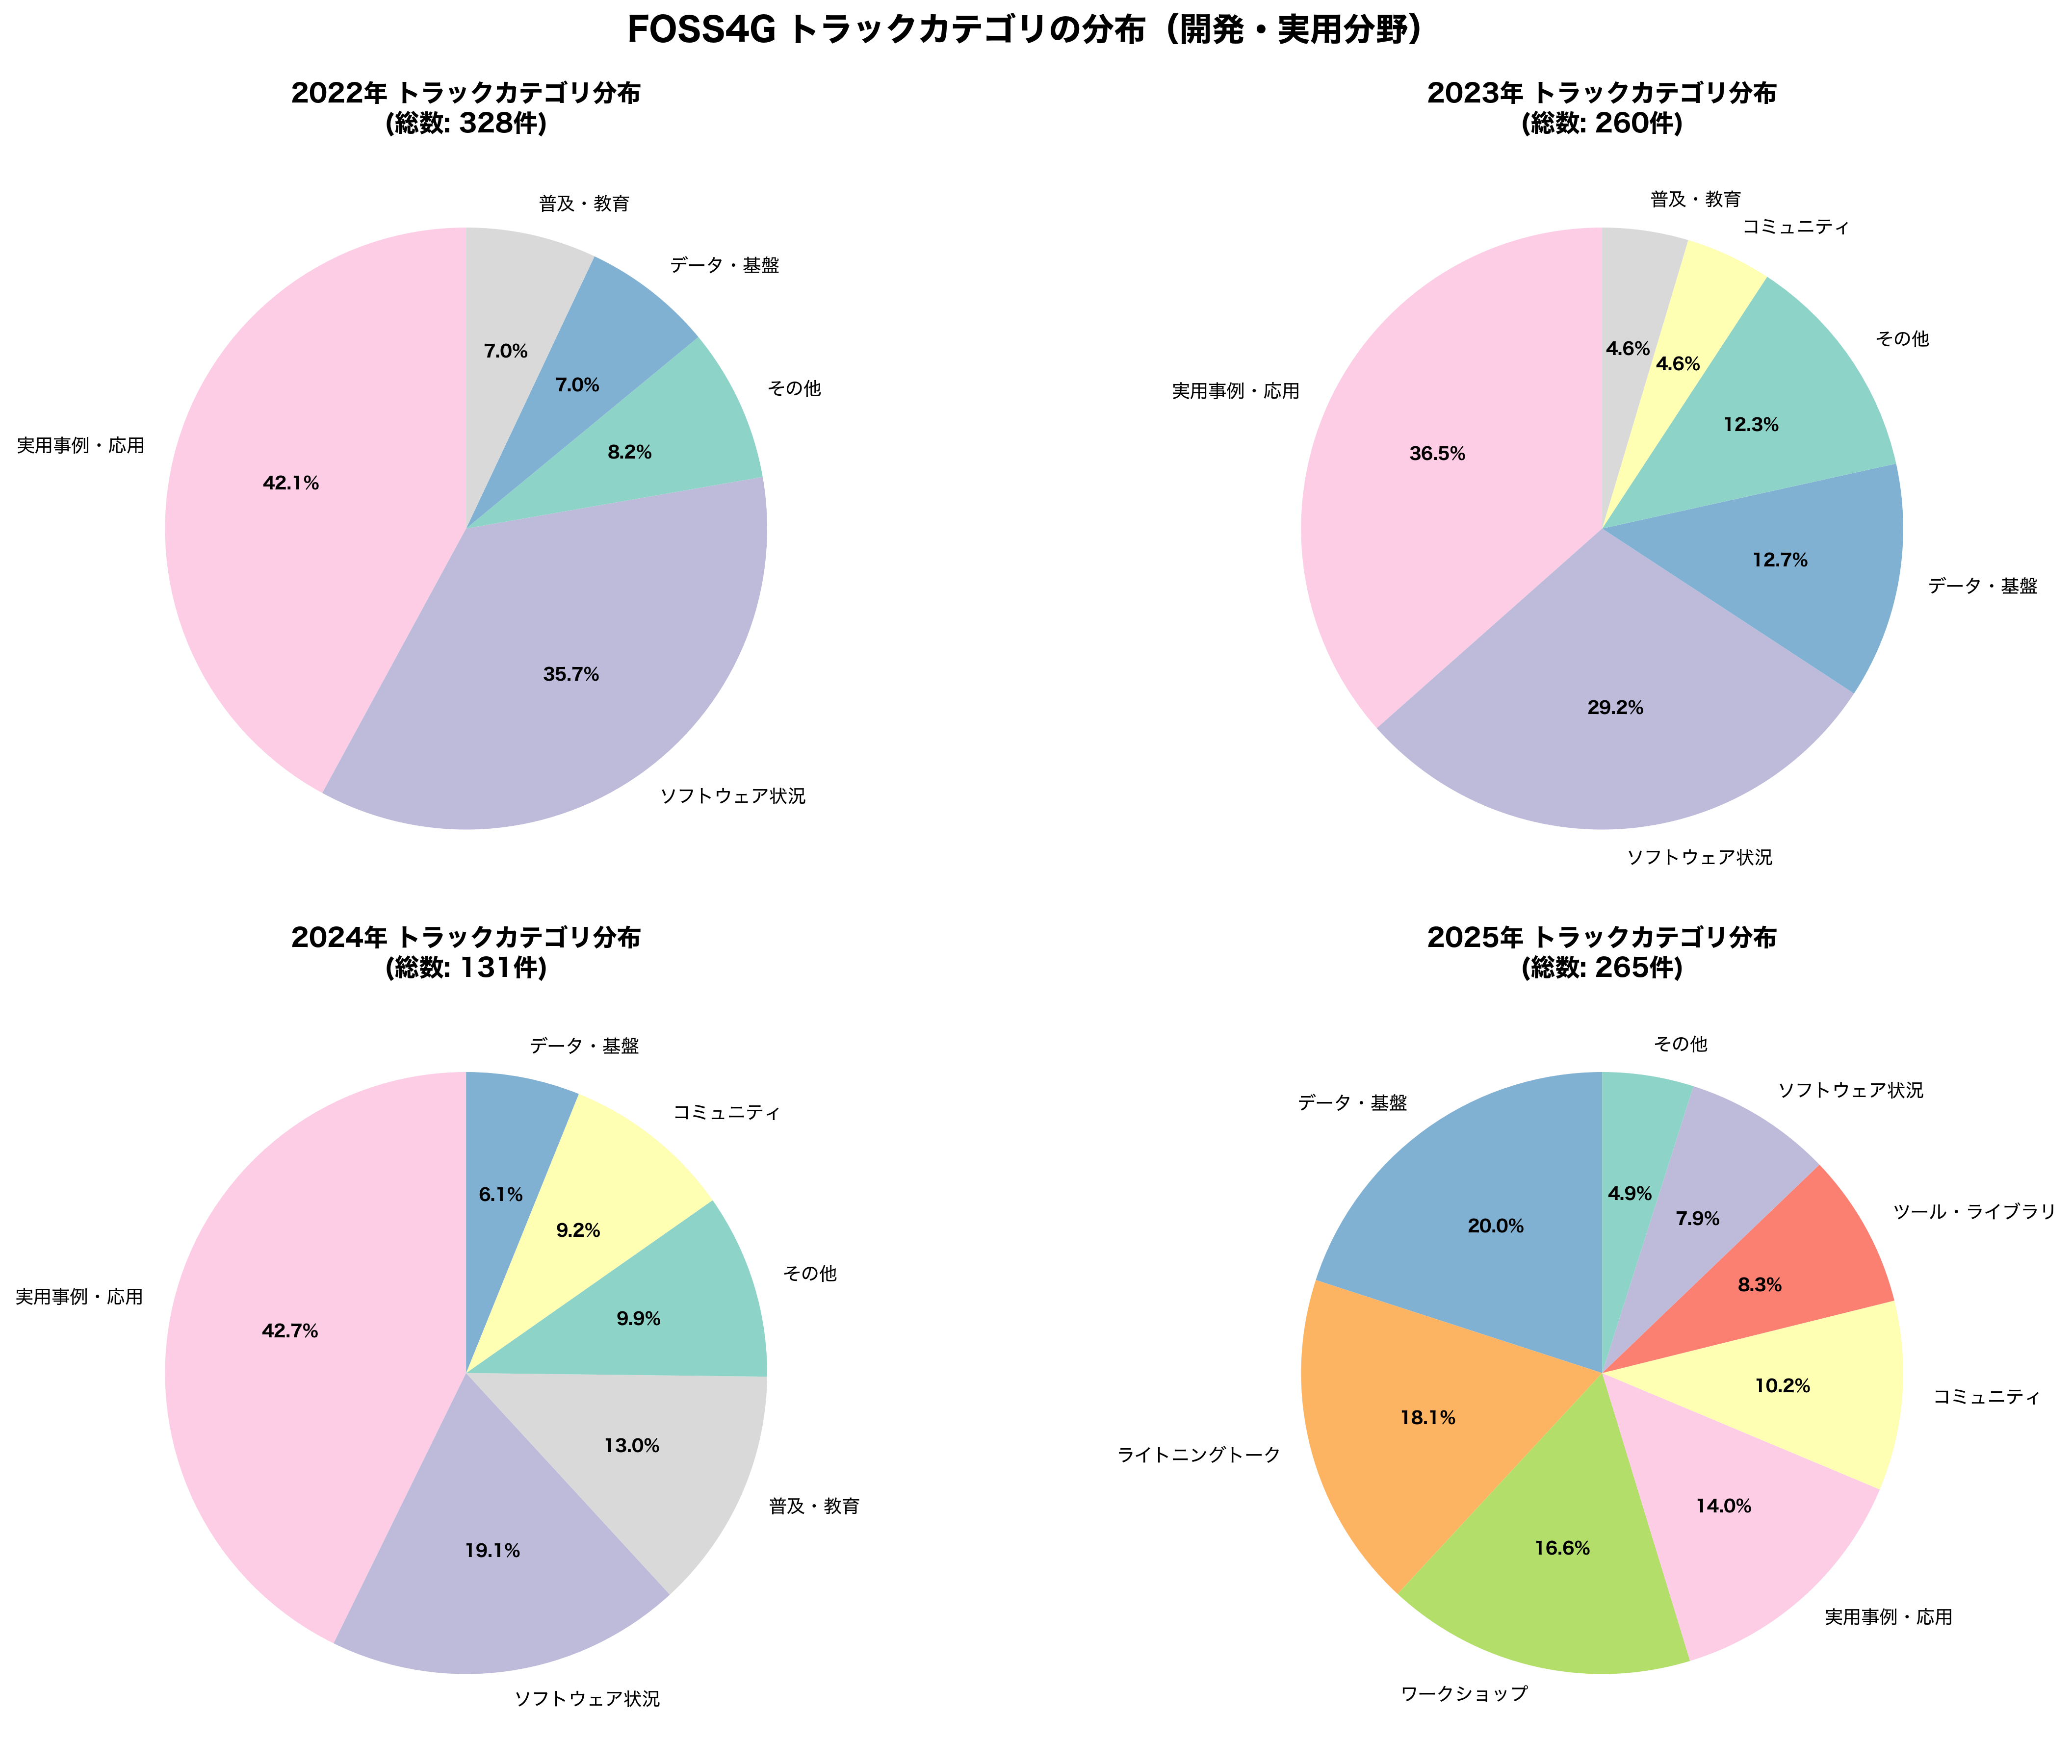 FOSS4G トラックカテゴリの分布（開発・実用分野）
2022年 トラックカテゴリ分布
(総数: 328件)
普及・教育
データ・基盤
その他
実用事例・応用
ソフトウェア状況
7.0%
7.0%
8.2%
42.1%
35.7%
2023年 トラックカテゴリ分布
(総数: 260件)
普及・教育
コミュニティ
その他
実用事例・応用
データ・基盤
ソフトウェア状況
4.6%
4.6%
12.3%
36.5%
12.7%
29.2%
2024年 トラックカテゴリ分布
(総数: 131件)
データ・基盤
コミュニティ
その他
実用事例・応用
普及・教育
ソフトウェア状況
6.1%
9.2%
9.9%
42.7%
13.0%
19.1%
2025年 トラックカテゴリ分布
(総数: 265件)
その他
ソフトウェア状況
データ・基盤
ツール・ライブラリ
コミュニティ
ライトニングトーク
実用事例・応用
ワークショップ
4.9%
7.9%
20.0%
8.3%
10.2%
18.1%
14.0%
16.6%